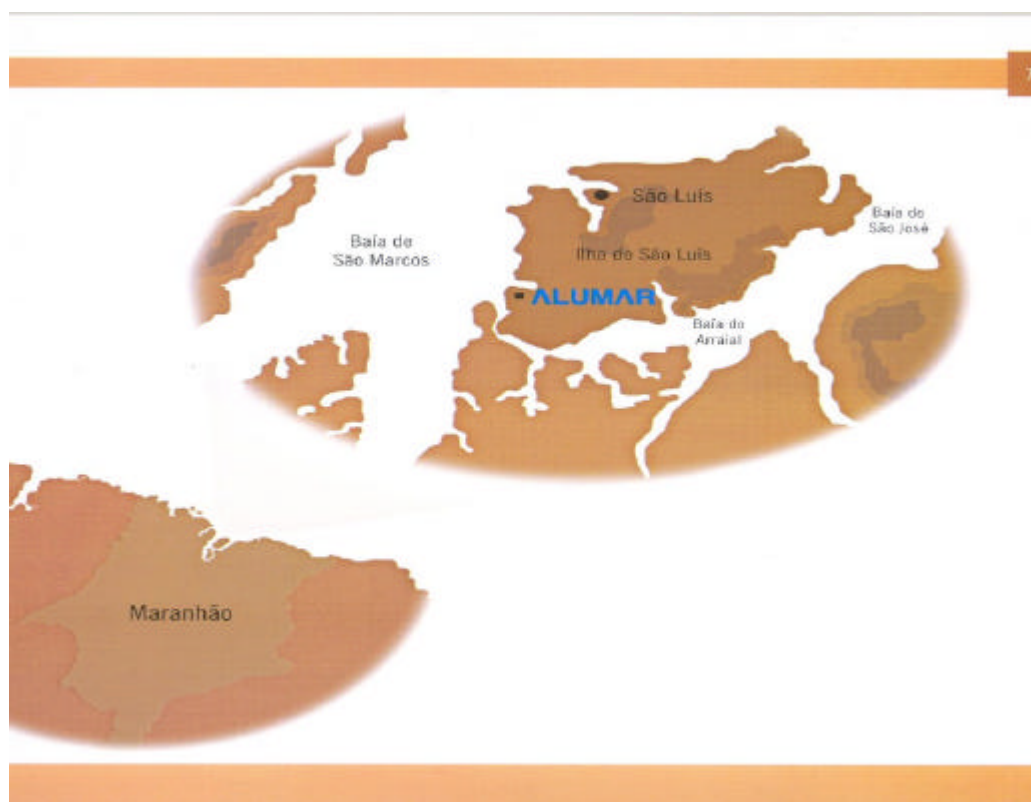 7
São Luís
Baía de
São José
Baía de
São Marcos
Ilha de São Luís
ALUMAR
Baía do
Arraial
Maranhão